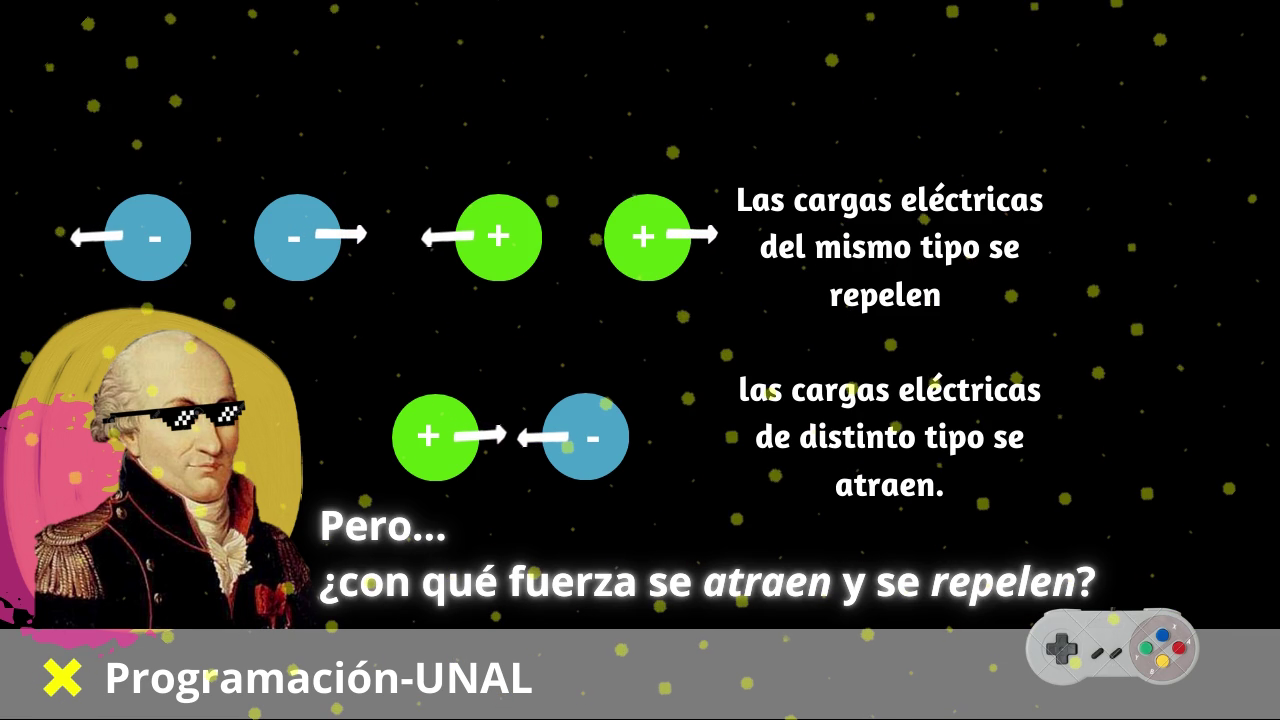 - - + +
Las cargas eléctricas
del mismo tipo se
repelen
+ -
las cargas eléctricas
de distinto tipo se
atraen.
Pero...
¿con qué fuerza se atraen y se repelen?
Programación-UNAL